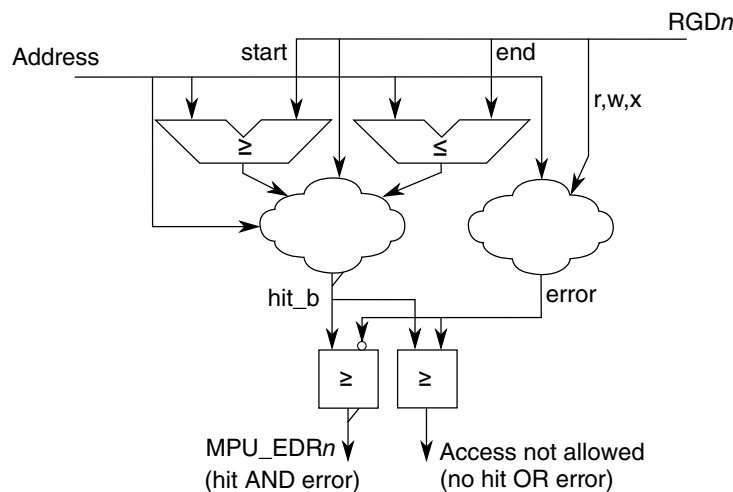 RGDn
Address
start
end
r,w,x
≥
≤
hit_b
error
≥
≥
MPU_EDRn
(hit AND error)
Access not allowed
(no hit OR error)